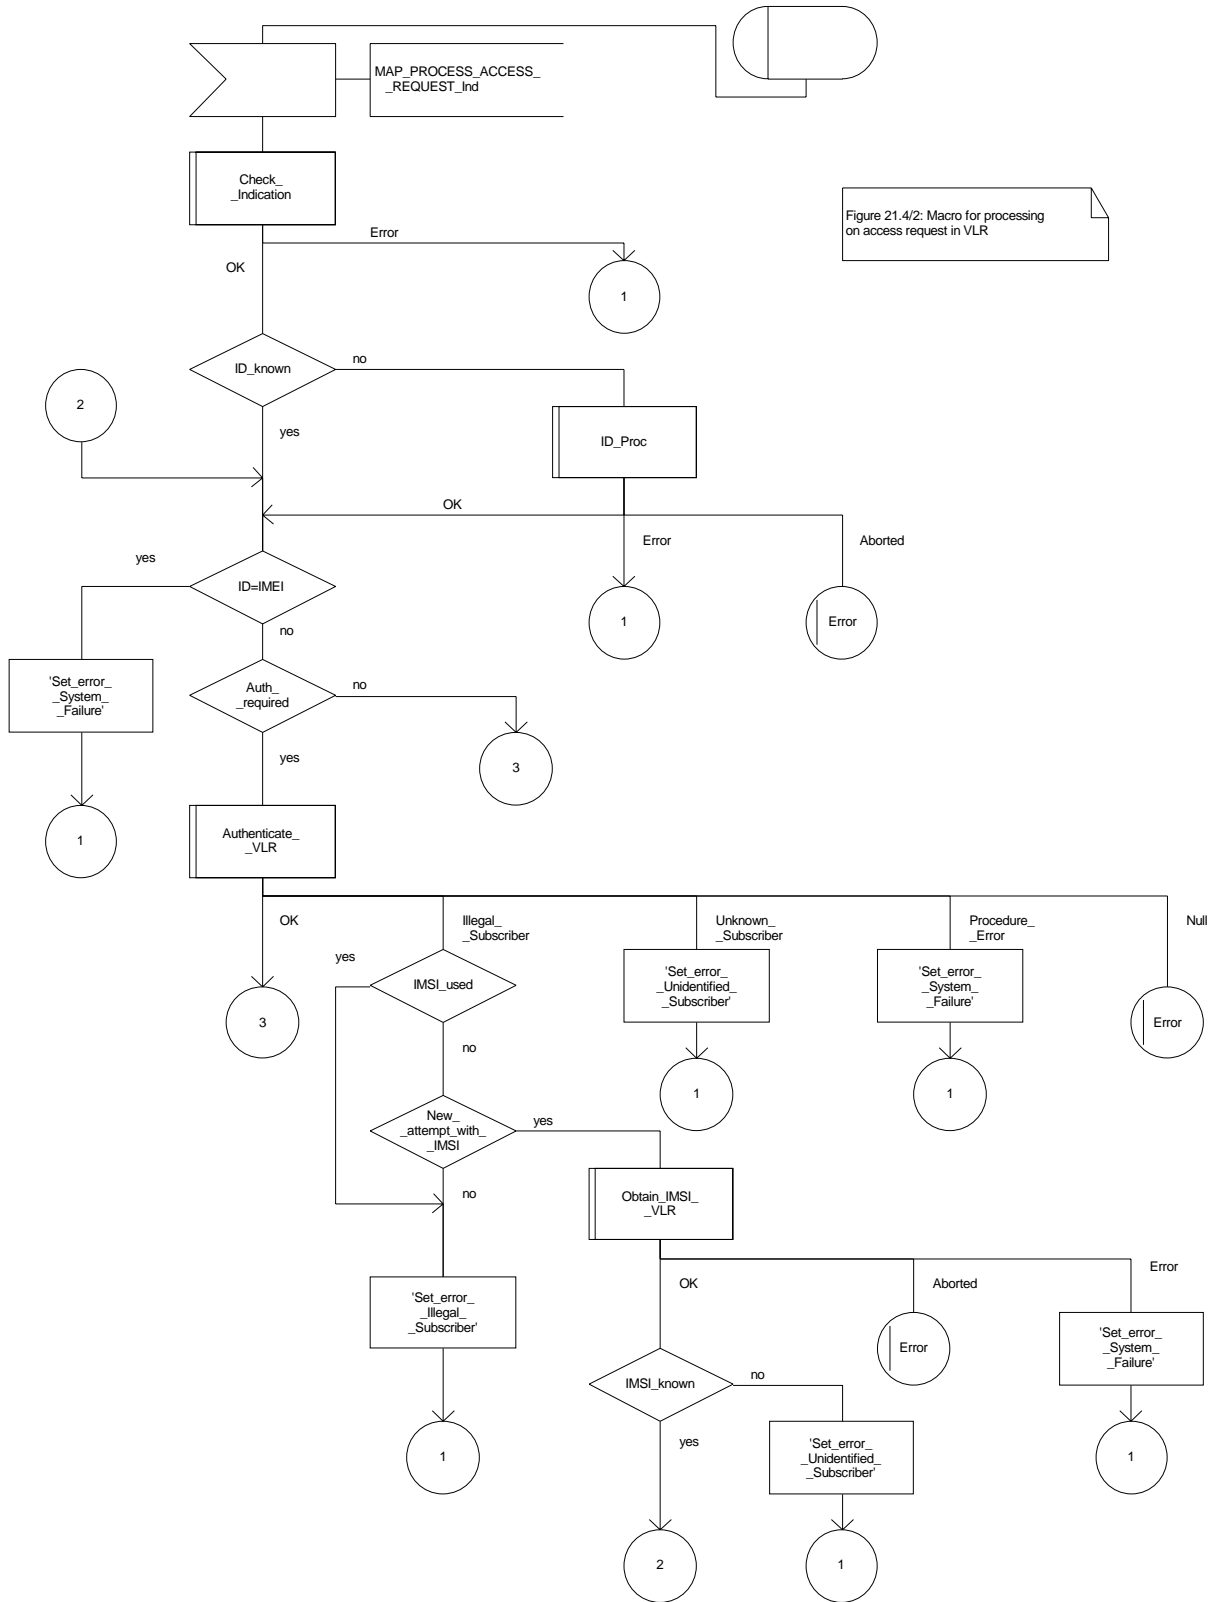 MAP_PROCESS_ACCESS_
_REQUEST_Ind
Check_
_Indication
Figure 21.4/2: Macro for processing
on access request in VLR
Error
OK
1
ID_known
no
2
yes
ID_Proc
OK
Error
Aborted
yes
ID=IMEI
no
1
Error
'Set_error_
_System_
_Failure'
Auth_
_required
no
yes
3
1
Authenticate_
_VLR
OK
Illegal_
_Subscriber
Unknown_
_Subscriber
Procedure_
_Error
Null
yes
IMSI_used
'Set_error_
_Unidentified_
_Subscriber'
'Set_error_
_System_
_Failure'
3
Error
no
1
1
New_
_attempt_with_
_IMSI
yes
no
Obtain_IMSI_
_VLR
OK
Aborted
Error
'Set_error_
_Illegal_
_Subscriber'
Error
'Set_error_
_System_
_Failure'
IMSI_known
no
yes
1
'Set_error_
_Unidentified_
_Subscriber'
1
2
1